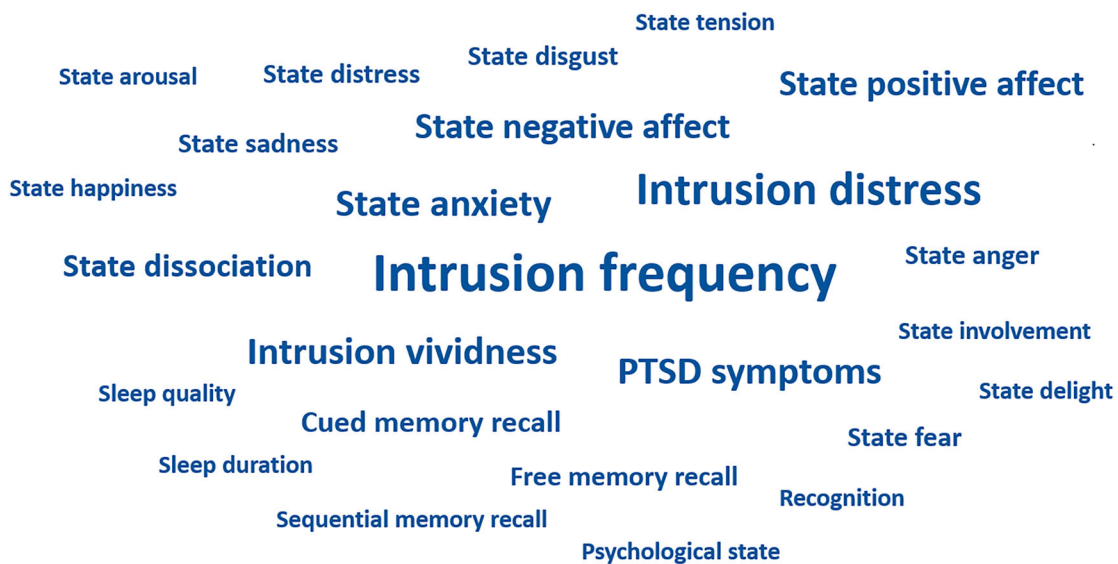 State tension
State disgust
State arousal
State distress
State positive affect
State negative affect
State sadness
State happiness
State anxiety
Intrusion distress
State dissociation
Intrusion frequency
State anger
State involvement
Intrusion vividness
PTSD symptoms
Sleep quality
State delight
Cued memory recall
State fear
Sleep duration
Free memory recall
Recognition
Sequential memory recall
Psychological state